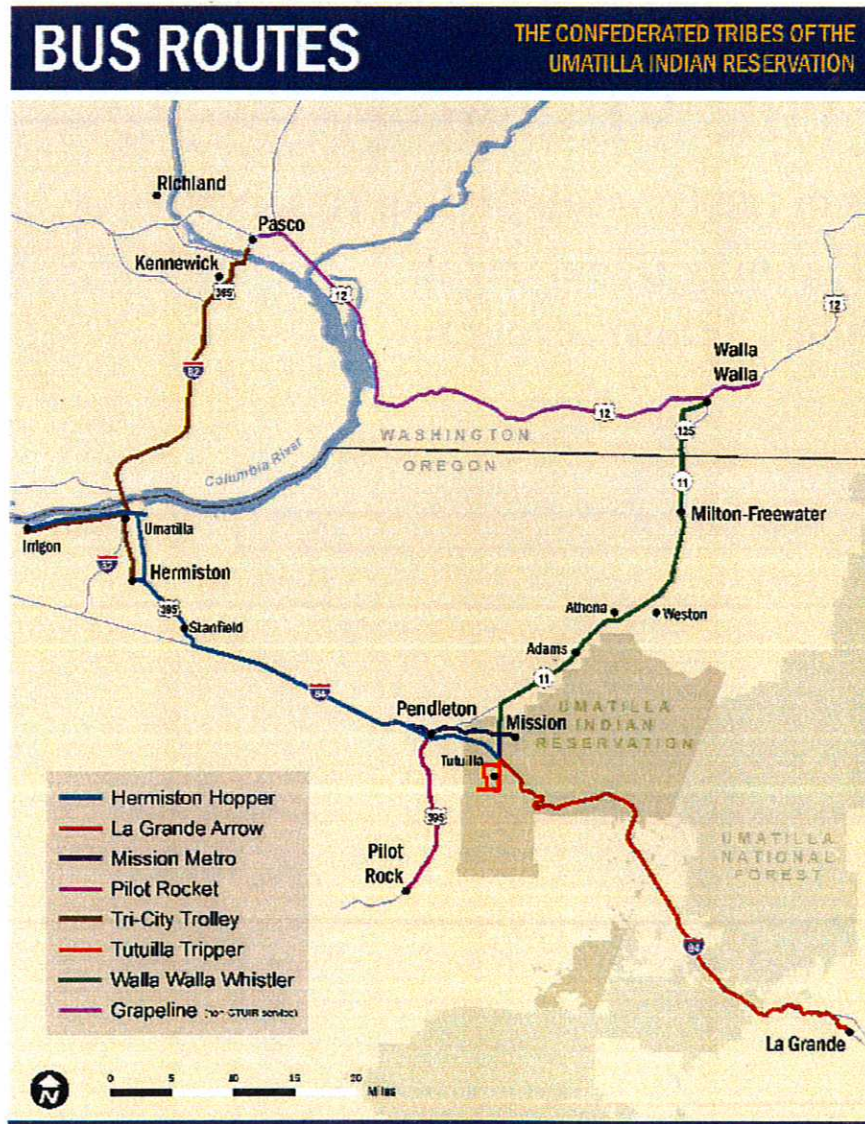 BUS ROUTES
THE CONFEDERATED TRIBES OF THE
UMATILLA INDIAN RESERVATION
Richland
Pasco
Kennewick
395
12
12
Walla
Walla
82
12
125
WASHINGTON
OREGON
Columbia River
11
Milton-Freewater
Umatilla
Irrigon
Hermiston
395
Stanfield
Athena
Weston
Adams
11
84
UMATILLA
INDIAN
RESERVATION
Pendleton
Mission
Tutuilla
395
Pilot
Rock
UMATILLA
NATIONAL
FOREST
84
La Grande
Hermiston Hopper
La Grande Arrow
Mission Metro
Pilot Rocket
Tri-City Trolley
Tutuilla Tripper
Walla Walla Whistler
Grapeline (non-CTUIR service)
N
0 5 10 15 20
Miles